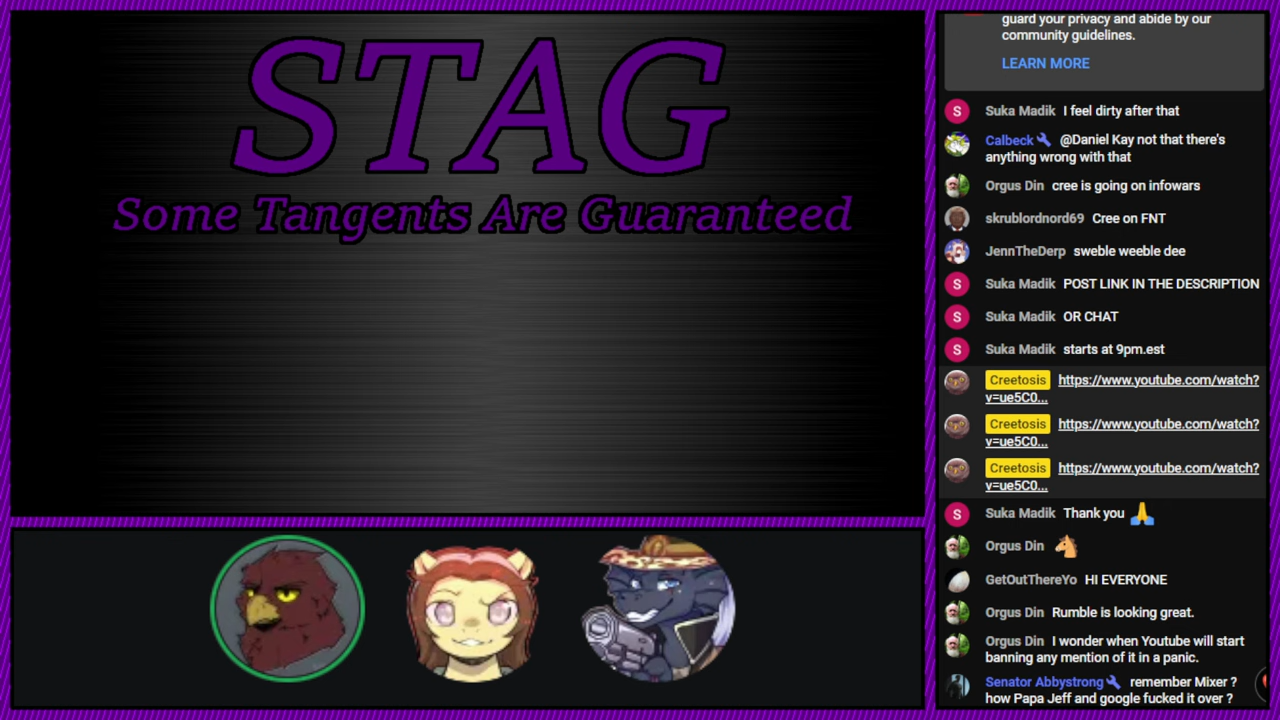 STAG
Some Tangents Are Guaranteed
guard your privacy and abide by our
community guidelines.
LEARN MORE
S Suka Madik I feel dirty after that
Calbeck @Daniel Kay not that there's
anything wrong with that
Orgus Din cree is going on infowars
skrublordnord69 Cree on FNT
JennTheDerp sweble weeble dee
S Suka Madik POST LINK IN THE DESCRIPTION
S Suka Madik OR CHAT
S Suka Madik starts at 9pm.est
Creetosis https://www.youtube.com/watch?
v=ue5C0...
Creetosis https://www.youtube.com/watch?
v=ue5C0...
Creetosis https://www.youtube.com/watch?
v=ue5C0...
S Suka Madik Thank you 🙏
Orgus Din 🐴
GetOutThereYo HI EVERYONE
Orgus Din Rumble is looking great.
Orgus Din I wonder when Youtube will start
banning any mention of it in a panic.
Senator Abbystrong remember Mixer ?
how Papa Jeff and google fucked it over ?